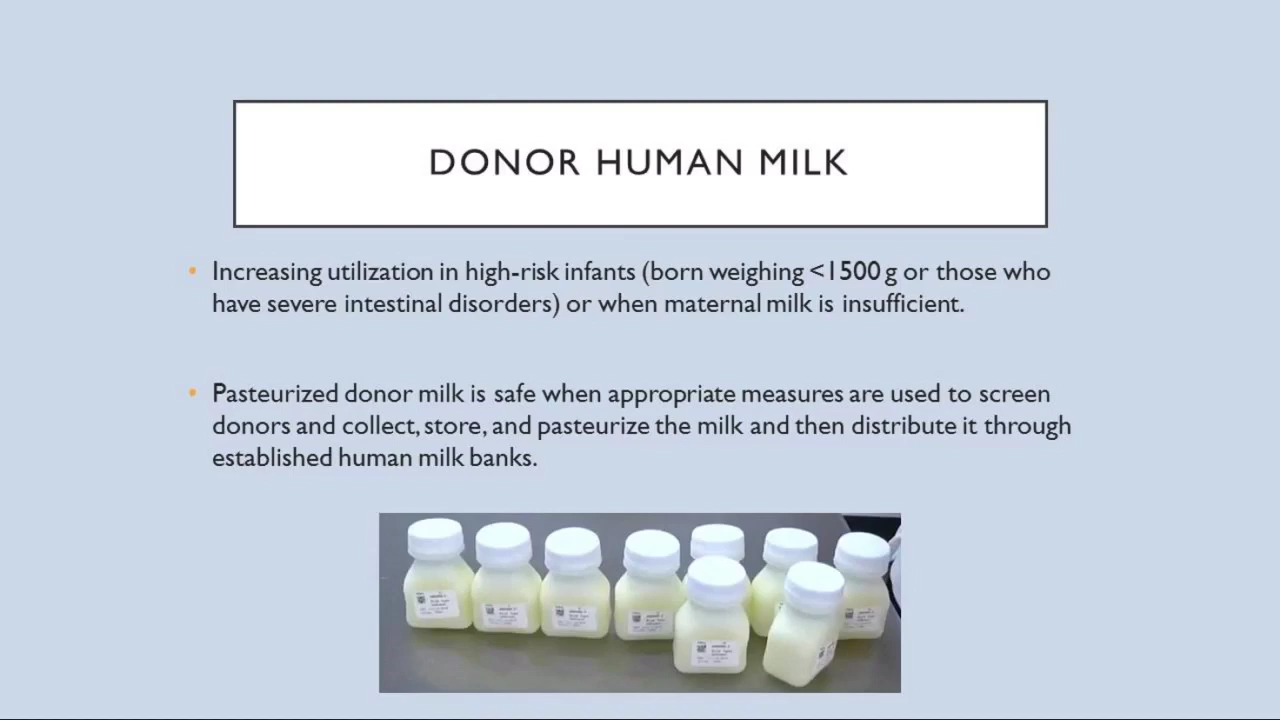 DONOR HUMAN MILK
• Increasing utilization in high-risk infants (born weighing <1500 g or those who
have severe intestinal disorders) or when maternal milk is insufficient.
• Pasteurized donor milk is safe when appropriate measures are used to screen
donors and collect, store, and pasteurize the milk and then distribute it through
established human milk banks.